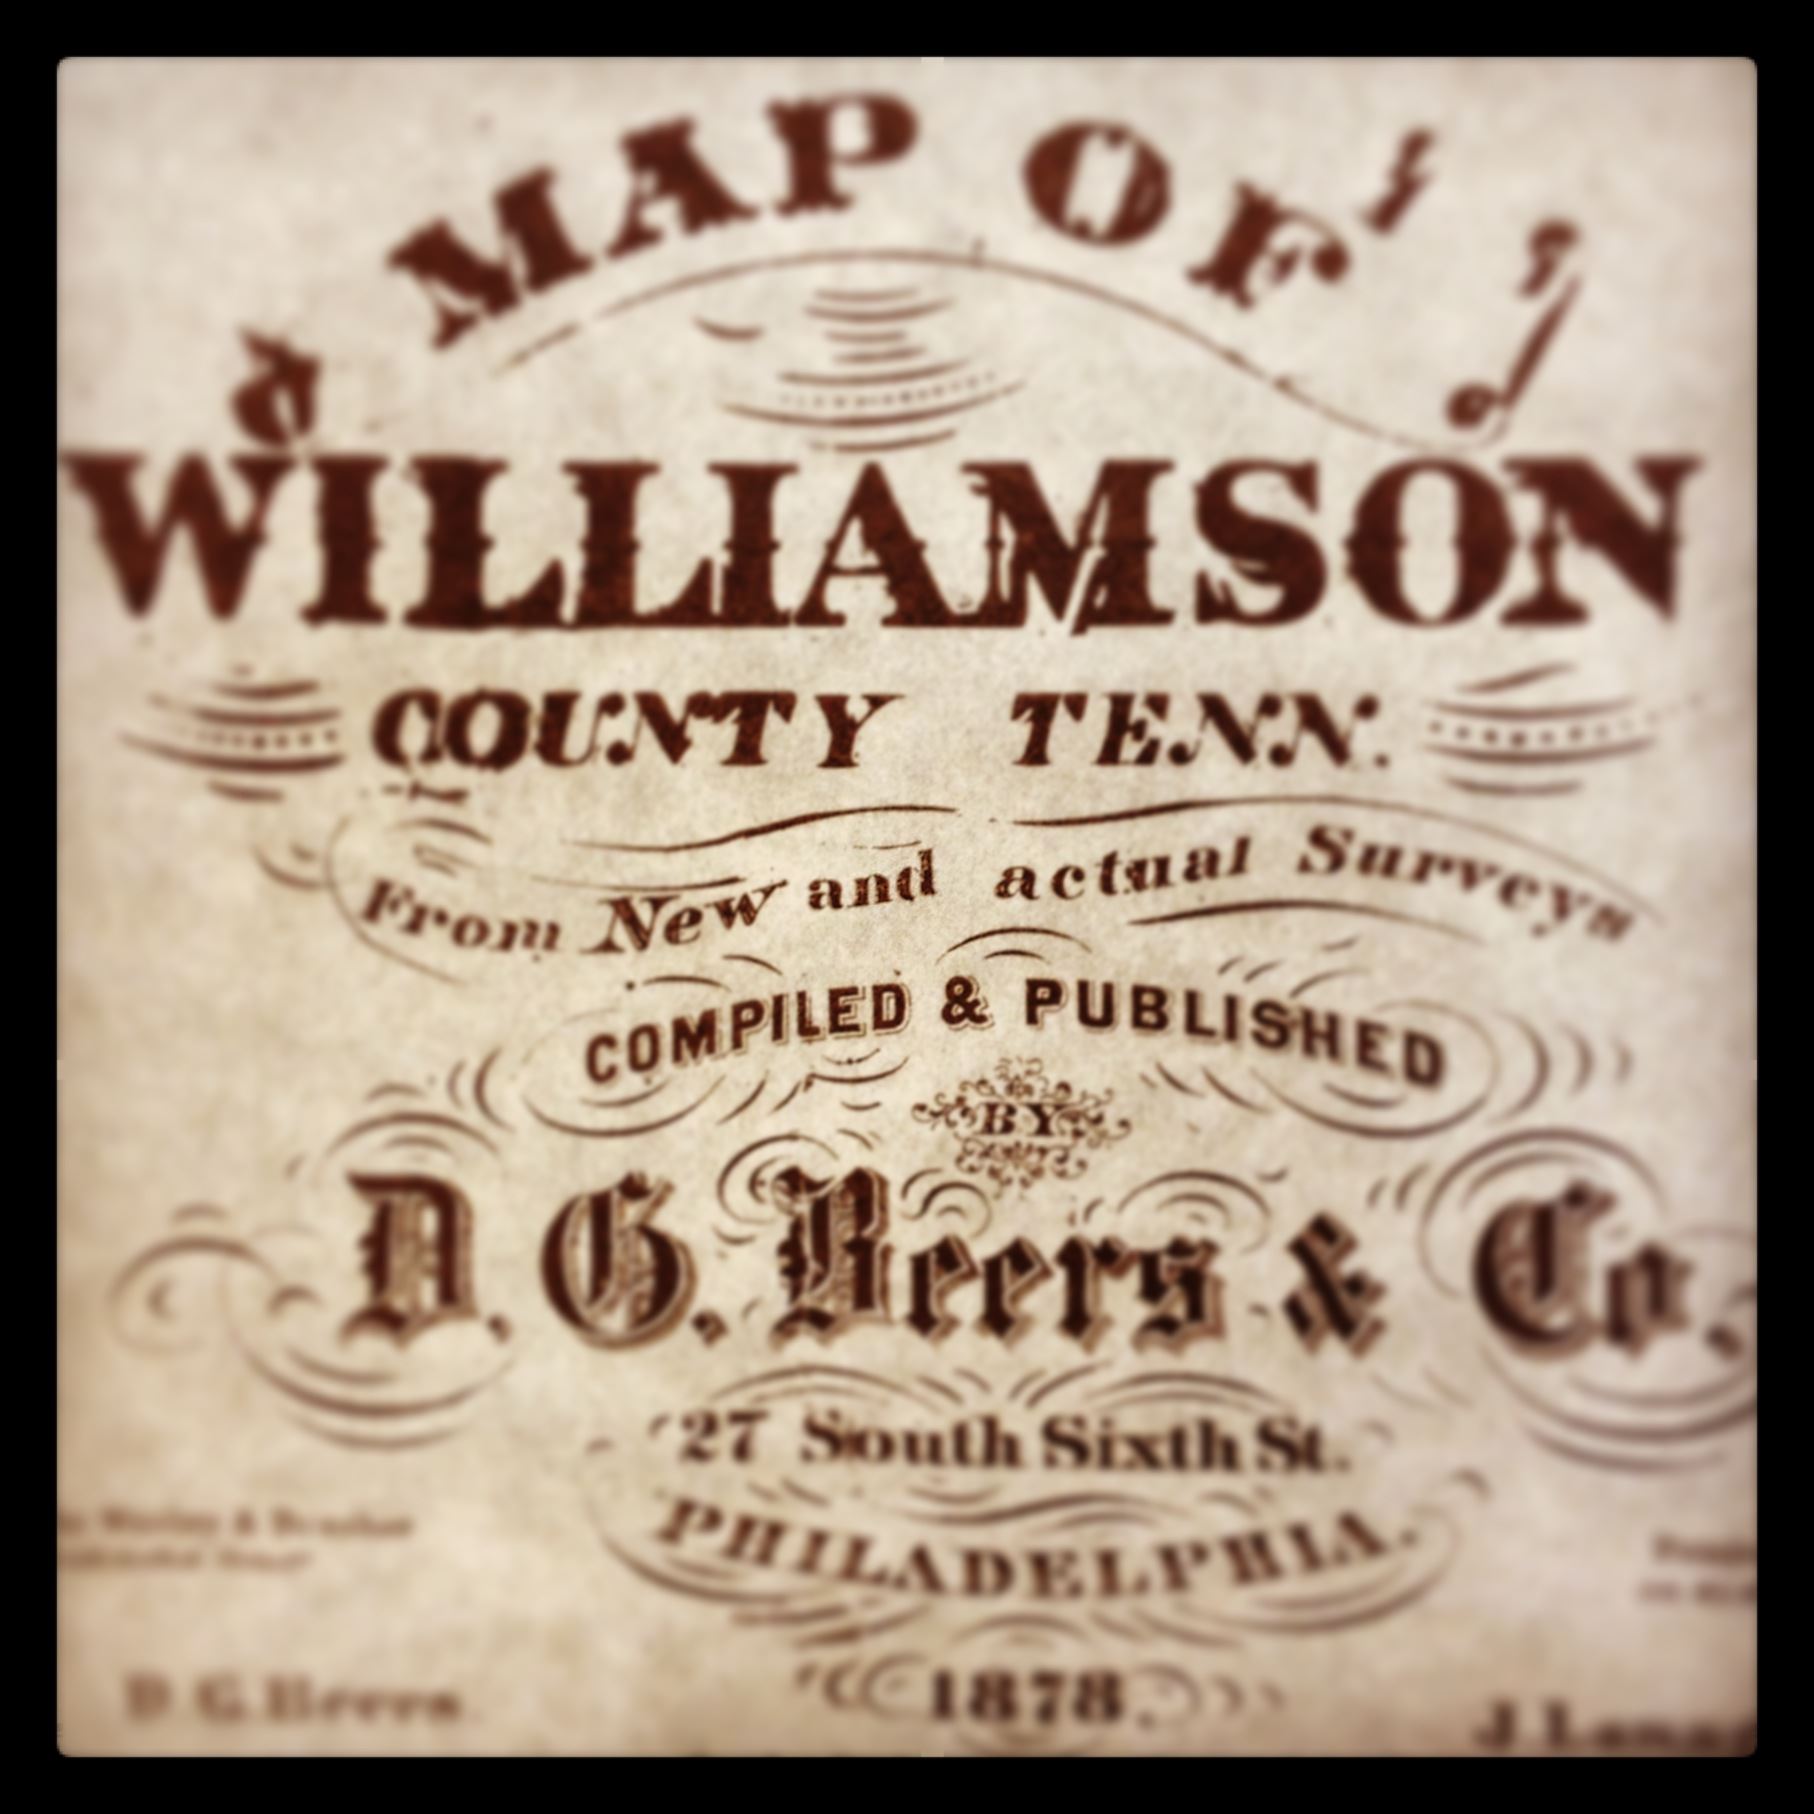 MAP OF
WILLIAMSON
COUNTY TENN.
From New and actual Surveys
COMPILED & PUBLISHED
BY
D. G. Beers & Co.
27 South Sixth St.
PHILADELPHIA.
1878.
D. G. Beers.
J